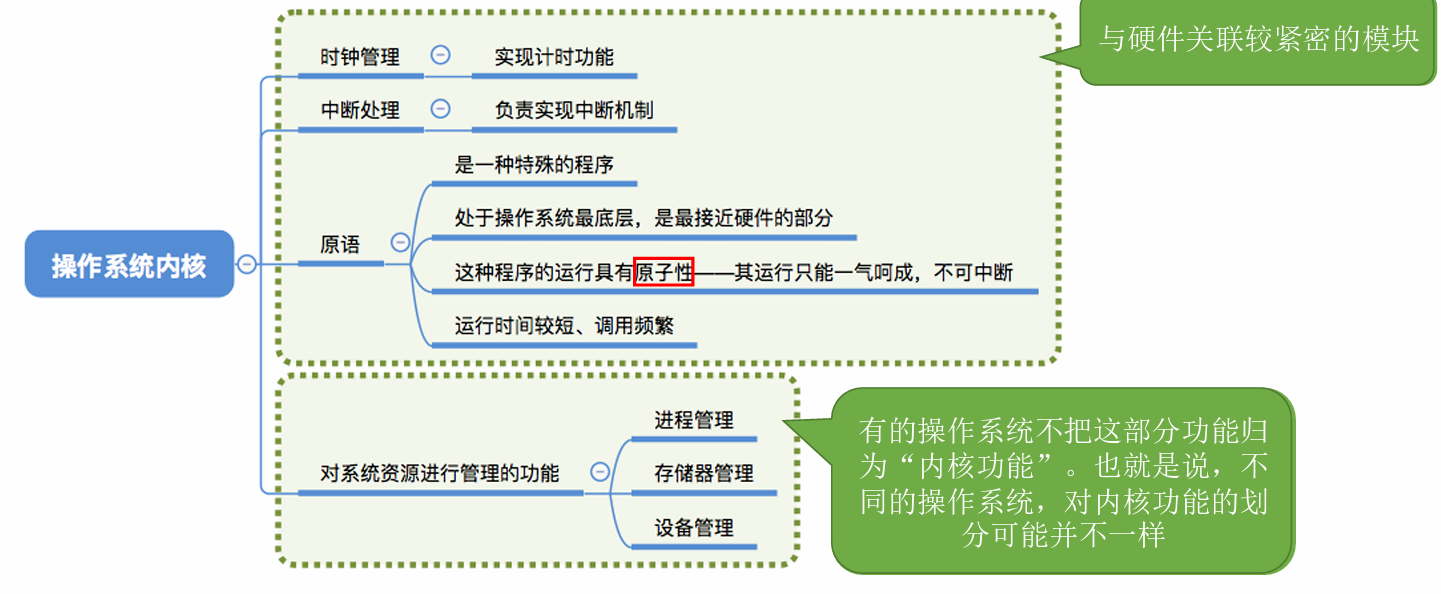 与硬件关联较紧密的模块
时钟管理
实现计时功能
中断处理
负责实现中断机制
是一种特殊的程序
处于操作系统最底层，是最接近硬件的部分
原语
操作系统内核
这种程序的运行具有原子性——其运行只能一气呵成，不可中断
运行时间较短、调用频繁
进程管理
对系统资源进行管理的功能
存储器管理
设备管理
有的操作系统不把这部分功能归
为“内核功能”。也就是说，不
同的操作系统，对内核功能的划
分可能并不一样